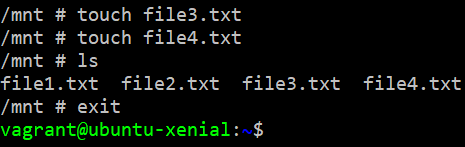 /mnt # touch file3.txt
/mnt # touch file4.txt
/mnt # ls
file1.txt  file2.txt  file3.txt  file4.txt
/mnt # exit
vagrant@ubuntu-xenial:~$